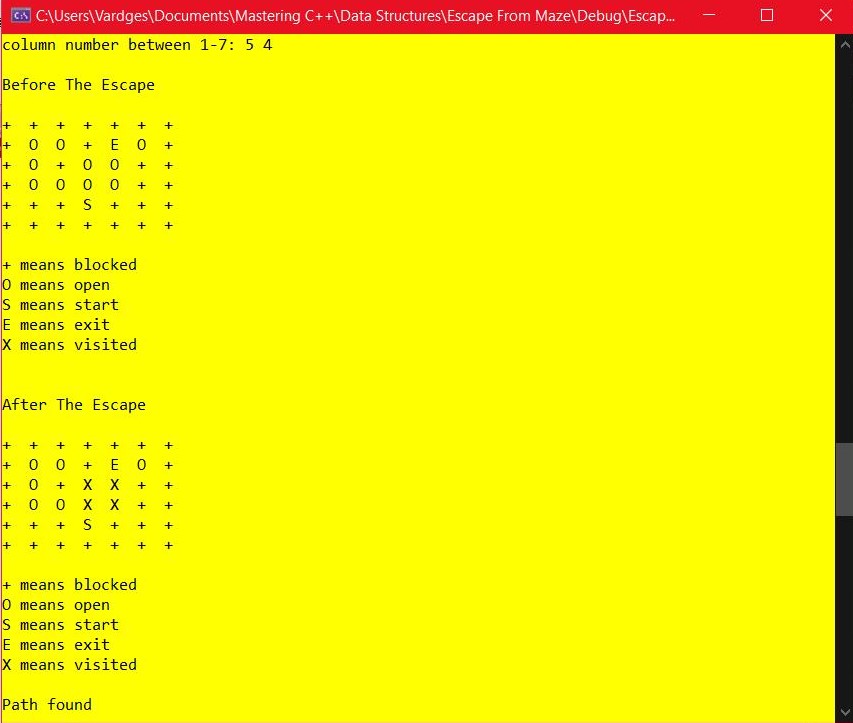 C:\Users\Vardges\Documents\Mastering C++\Data Structures\Escape From Maze\Debug\Escap...
column number between 1-7: 5 4
Before The Escape
+ + + + + + +
+ O O + E O +
+ O + O O + +
+ O O O O + +
+ + + S + + +
+ + + + + + +
+ means blocked
O means open
S means start
E means exit
X means visited
After The Escape
+ + + + + + +
+ O O + E O +
+ O + X X + +
+ O O X X + +
+ + + S + + +
+ + + + + + +
+ means blocked
O means open
S means start
E means exit
X means visited
Path found